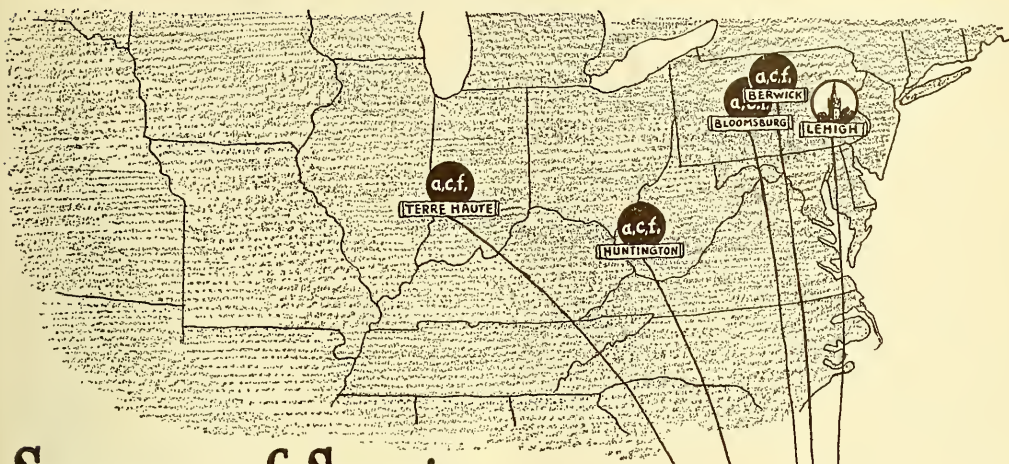 a,c,f,
BERWICK
a,c,f,
BLOOMSBURG
LEHIGH
a,c,f,
TERRE HAUTE
a,c,f,
HUNTINGTON